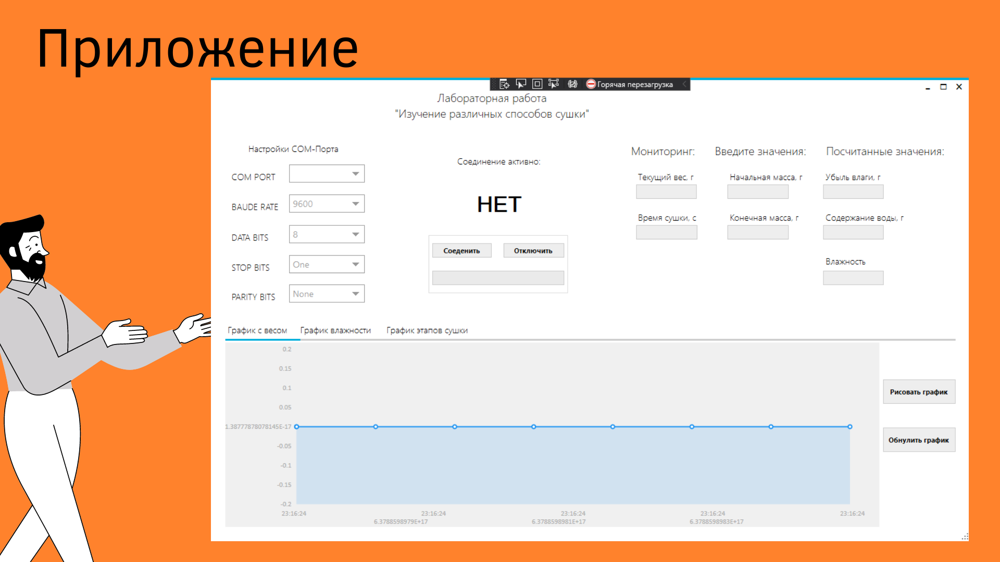 Приложение
Горячая перезагрузка
Лабораторная работа
"Изучение различных способов сушки"
Настройки COM-Порта
COM PORT
BAUDE RATE 9600
DATA BITS 8
STOP BITS One
PARITY BITS None
Соединение активно:
НЕТ
Соеденить Отключить
Мониторинг: Введите значения: Посчитанные значения:
Текущий вес, г Начальная масса, г Убыль влаги, г
Время сушки, с Конечная масса, г Содержание воды, г
Влажность
График с весом График влажности График этапов сушки
0.2
0.15
0.1
0.05
1.38777878078145E-17
-0.05
-0.1
-0.15
-0.2
23:16:24 23:16:24 23:16:24 23:16:24 23:16:24
6.3788598979E+17 6.3788598981E+17 6.3788598983E+17
Рисовать график
Обнулить график